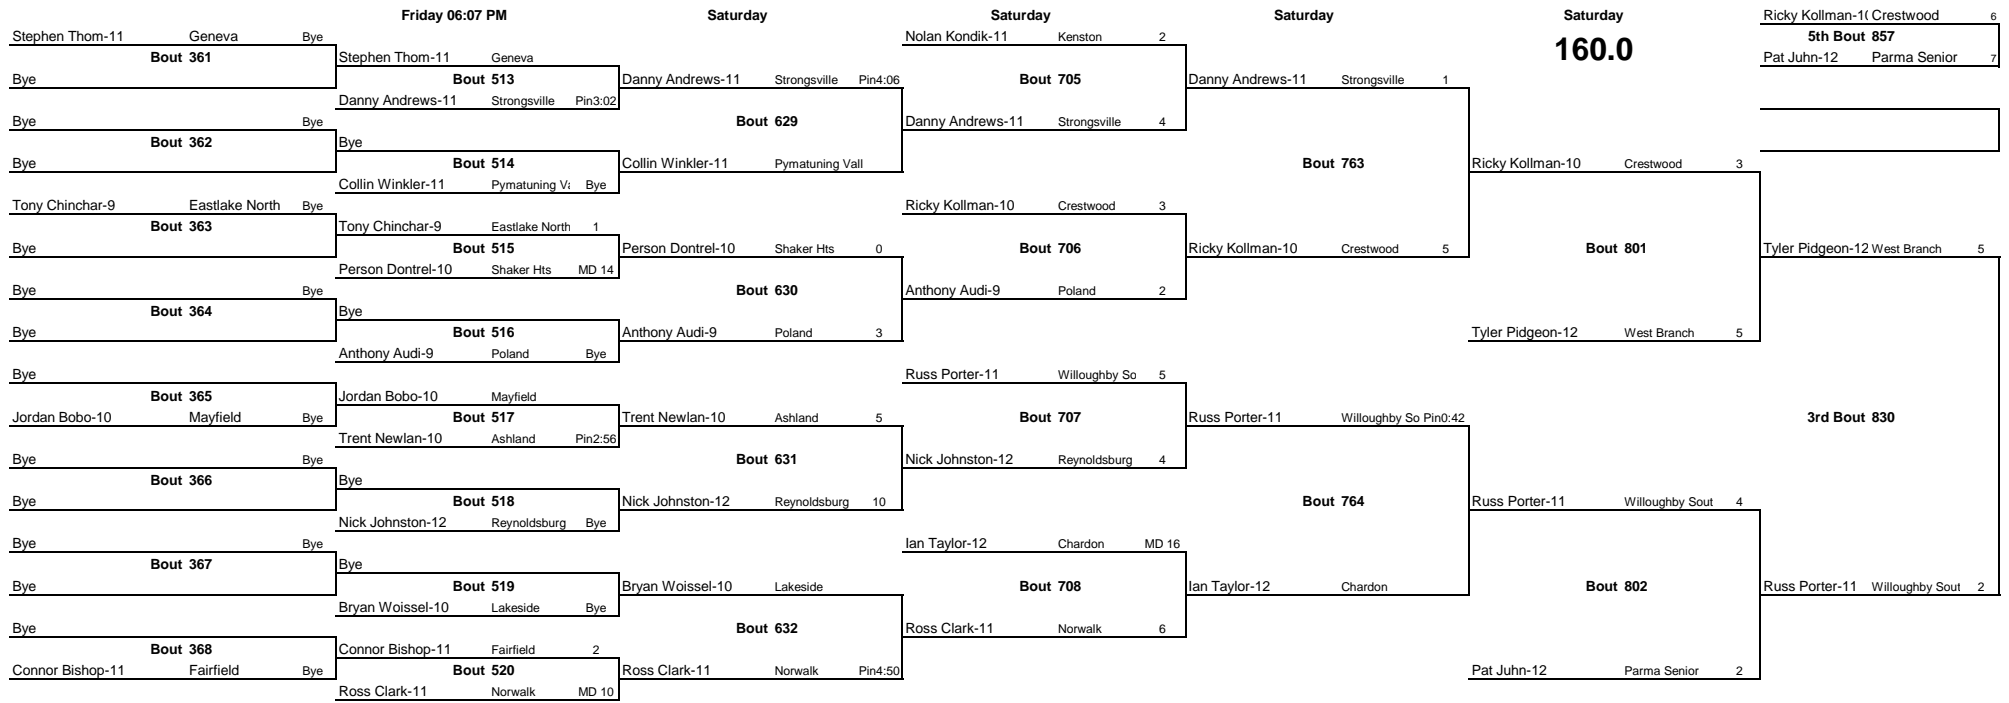 Friday 06:07 PM Saturday Saturday Saturday Saturday Ricky Kollman-1( Crestwood 6
Stephen Thom-11 Geneva Bye Nolan Kondik-11 Kenston 2 160.0 5th Bout 857
Bout 361 Stephen Thom-11 Geneva Pat Juhn-12 Parma Senior 7
Bye Bout 513 Danny Andrews-11 Strongsville Pin4:06 Bout 705 Danny Andrews-11 Strongsville 1
Danny Andrews-11 Strongsville Pin3:02
Bye Bye Bout 629 Danny Andrews-11 Strongsville 4
Bout 362 Bye
Bye Bout 514 Collin Winkler-11 Pymatuning Vall Bout 763 Ricky Kollman-10 Crestwood 3
Collin Winkler-11 Pymatuning Va Bye
Tony Chinchar-9 Eastlake North Bye Ricky Kollman-10 Crestwood 3
Bout 363 Tony Chinchar-9 Eastlake North 1
Bye Bout 515 Person Dontrel-10 Shaker Hts 0 Bout 706 Ricky Kollman-10 Crestwood 5 Bout 801 Tyler Pidgeon-12 West Branch 5
Person Dontrel-10 Shaker Hts MD 14
Bye Bye Bout 630 Anthony Audi-9 Poland 2
Bout 364 Bye
Bye Bout 516 Anthony Audi-9 Poland 3 Tyler Pidgeon-12 West Branch 5
Anthony Audi-9 Poland Bye
Bye Russ Porter-11 Willoughby So 5
Bout 365 Jordan Bobo-10 Mayfield
Jordan Bobo-10 Mayfield Bye Bout 517 Trent Newlan-10 Ashland 5 Bout 707 Russ Porter-11 Willoughby So Pin0:42 3rd Bout 830
Trent Newlan-10 Ashland Pin2:56
Bye Bye Bout 631 Nick Johnston-12 Reynoldsburg 4
Bout 366 Bye
Bye Bout 518 Nick Johnston-12 Reynoldsburg 10 Bout 764 Russ Porter-11 Willoughby Sout 4
Nick Johnston-12 Reynoldsburg Bye
Bye Bye Ian Taylor-12 Chardon MD 16
Bout 367 Bye
Bye Bout 519 Bryan Woissel-10 Lakeside Bout 708 Ian Taylor-12 Chardon Bout 802 Russ Porter-11 Willoughby Sout 2
Bryan Woissel-10 Lakeside Bye
Bye Bout 632 Ross Clark-11 Norwalk 6
Bout 368 Connor Bishop-11 Fairfield 2
Connor Bishop-11 Fairfield Bye Bout 520 Ross Clark-11 Norwalk Pin4:50 Pat Juhn-12 Parma Senior 2
Ross Clark-11 Norwalk MD 10